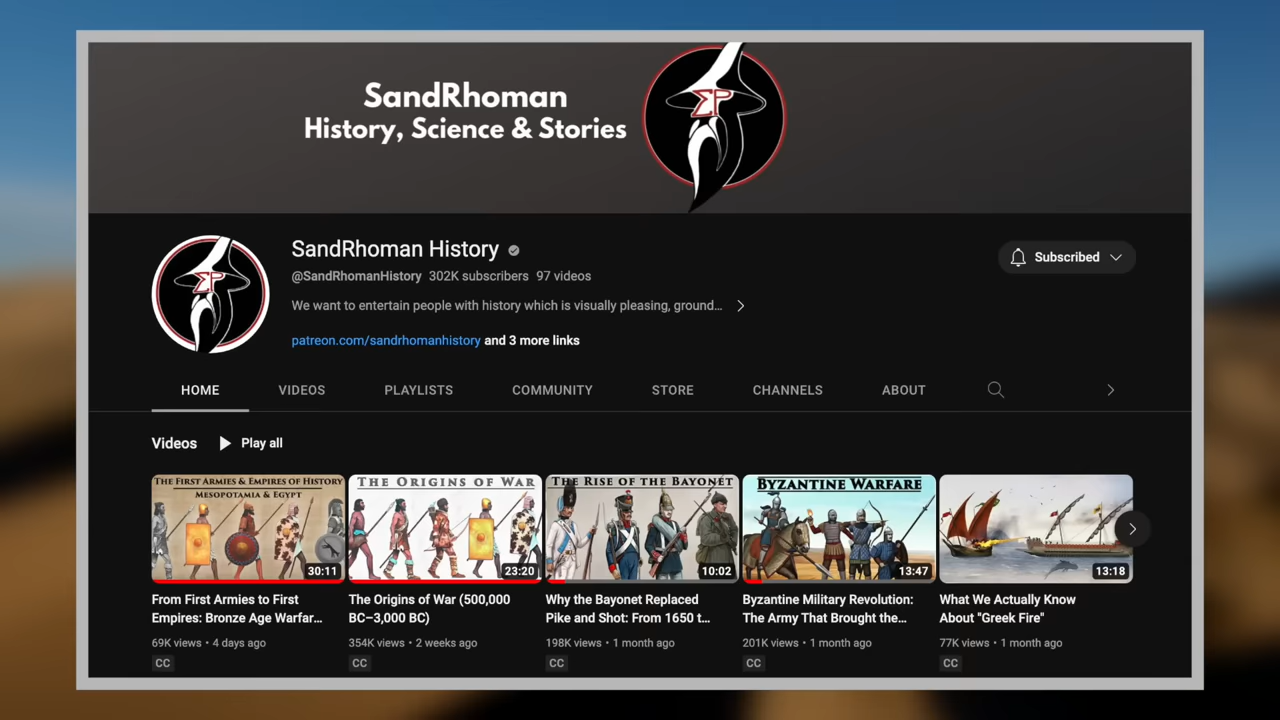 SandRhoman
History, Science & Stories
ΣP
SandRhoman History
@SandRhomanHistory 302K subscribers 97 videos
We want to entertain people with history which is visually pleasing, ground...
patreon.com/sandrhomanhistory and 3 more links
Subscribed
ΣP
HOME VIDEOS PLAYLISTS COMMUNITY STORE CHANNELS ABOUT
Videos Play all
THE FIRST ARMIES & EMPIRES OF HISTORY
MESOPOTAMIA & EGYPT
30:11
From First Armies to First
Empires: Bronze Age Warfar...
69K views • 4 days ago
CC
THE ORIGINS OF WAR
23:20
The Origins of War (500,000
BC–3,000 BC)
354K views • 2 weeks ago
CC
THE RISE OF THE BAYONET
10:02
Why the Bayonet Replaced
Pike and Shot: From 1650 t...
198K views • 1 month ago
CC
BYZANTINE WARFARE
13:47
Byzantine Military Revolution:
The Army That Brought the...
201K views • 1 month ago
CC
13:18
What We Actually Know
About "Greek Fire"
77K views • 1 month ago
CC